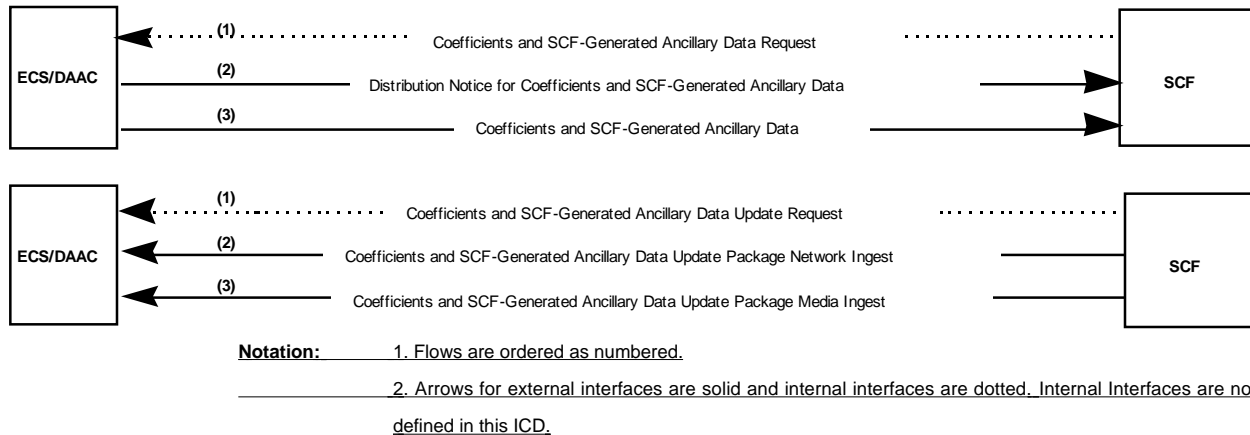 (1)
Coefficients and SCF-Generated Ancillary Data Request
ECS/DAAC
(2)
Distribution Notice for Coefficients and SCF-Generated Ancillary Data
SCF
(3)
Coefficients and SCF-Generated Ancillary Data
(1)
Coefficients and SCF-Generated Ancillary Data Update Request
ECS/DAAC
(2)
Coefficients and SCF-Generated Ancillary Data Update Package Network Ingest
SCF
(3)
Coefficients and SCF-Generated Ancillary Data Update Package Media Ingest
Notation: 1. Flows are ordered as numbered.
2. Arrows for external interfaces are solid and internal interfaces are dotted. Internal Interfaces are no
defined in this ICD.